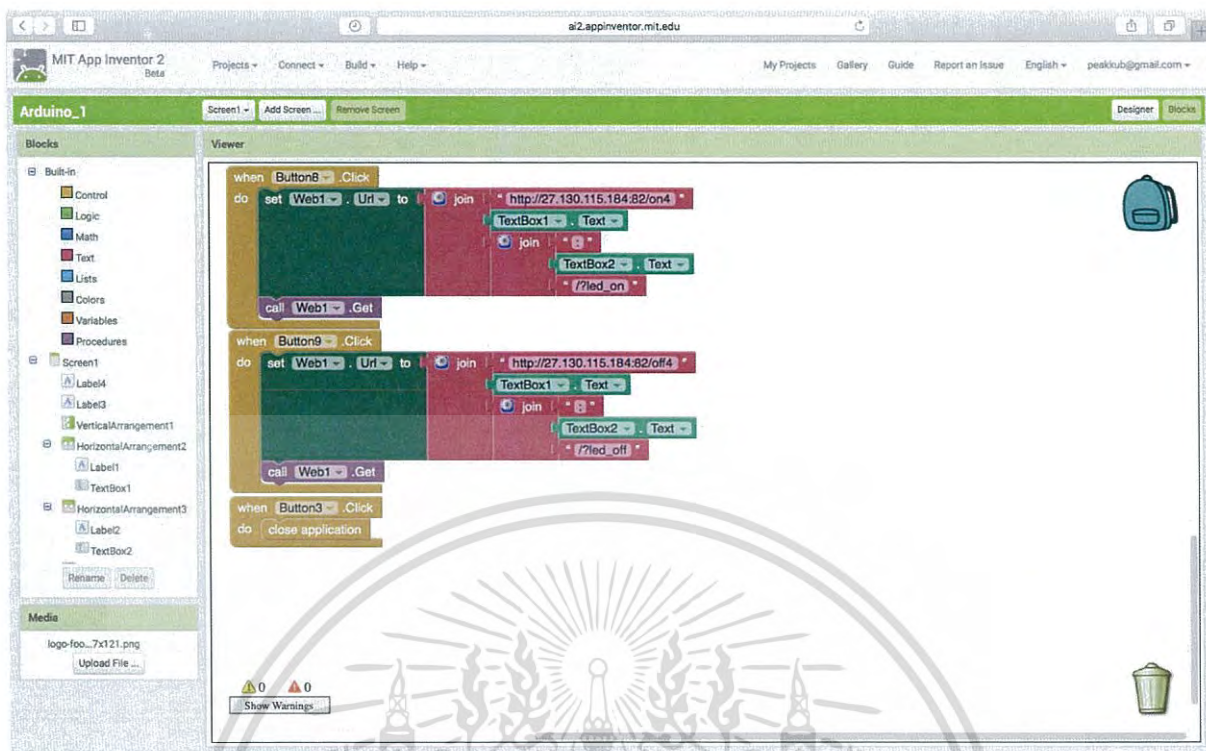 ai2.appinventor.mit.edu
MIT App Inventor 2
Beta
Projects Connect Build Help My Projects Gallery Guide Report an Issue English peakkub@gmail.com
Arduino_1 Screen1 Add Screen ... Remove Screen Designer Blocks
Blocks Viewer
Built-in
Control
Logic
Math
Text
Lists
Colors
Variables
Procedures
Screen1
Label4
Label3
VerticalArrangement1
HorizontalArrangement2
Label1
TextBox1
HorizontalArrangement3
Label2
TextBox2
Rename Delete
Media
logo-foo...7x121.png
Upload File ...
when Button8 .Click
do set Web1 . Url to join " http://27.130.115.184:82/on4 "
TextBox1 . Text
join " : "
TextBox2 . Text
" /?led_on "
call Web1 .Get
when Button9 .Click
do set Web1 . Url to join " http://27.130.115.184:82/off4 "
TextBox1 . Text
join " : "
TextBox2 . Text
" /?led_off "
call Web1 .Get
when Button3 .Click
do close application
0 0
Show Warnings